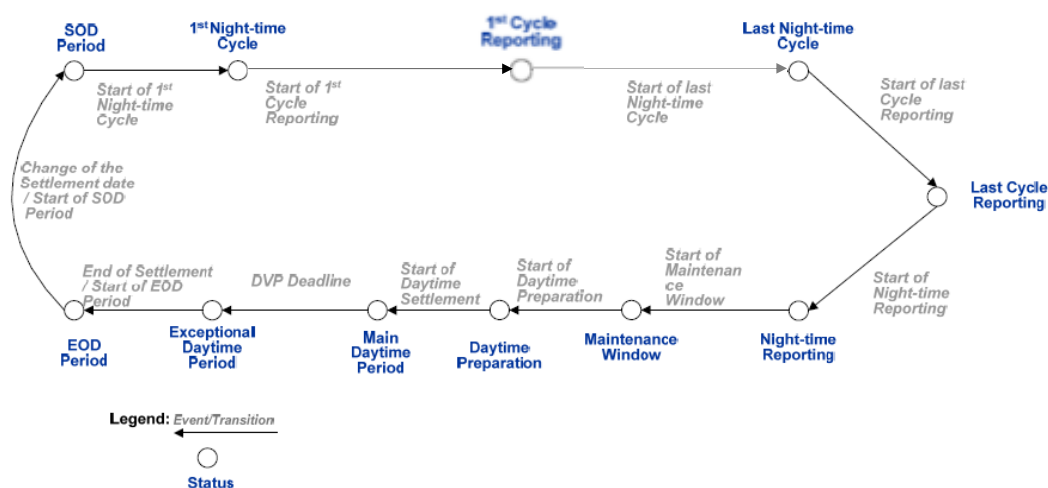 SOD
Period
1st Night-time
Cycle
1st Cycle
Reporting
Last Night-time
Cycle
Start of 1st
Night-time
Cycle
Start of 1st
Cycle
Reporting
Start of last
Night-time
Cycle
Start of last
Cycle
Reporting
Change of the
Settlement date
/ Start of SOD
Period
Last Cycle
Reporting
End of Settlement
/ Start of EOD
Period
DVP Deadline
Start of
Daytime
Settlement
Start of
Daytime
Preparation
Start of
Maintenan
ce
Window
Start of
Night-time
Reporting
EOD
Period
Exceptional
Daytime
Period
Main
Daytime
Period
Daytime
Preparation
Maintenance
Window
Night-time
Reporting
Legend: Event/Transition
Status